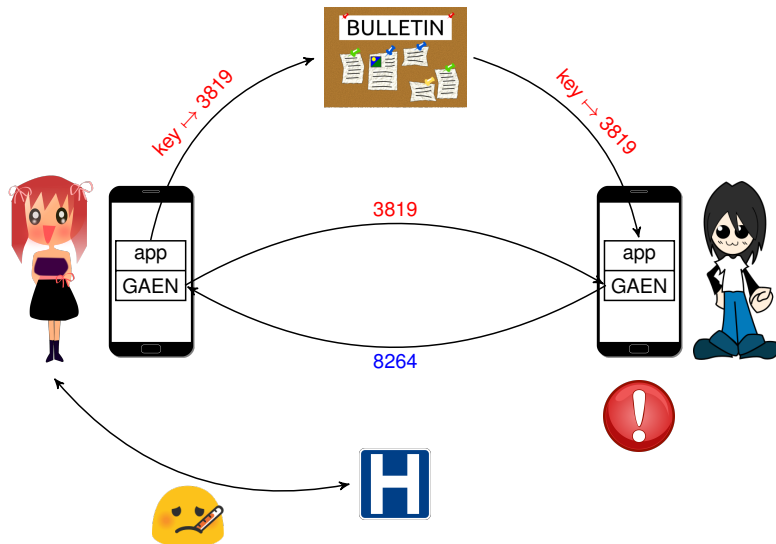 BULLETIN
key ↦ 3819
key ↦ 3819
3819
app
GAEN
app
GAEN
8264
H